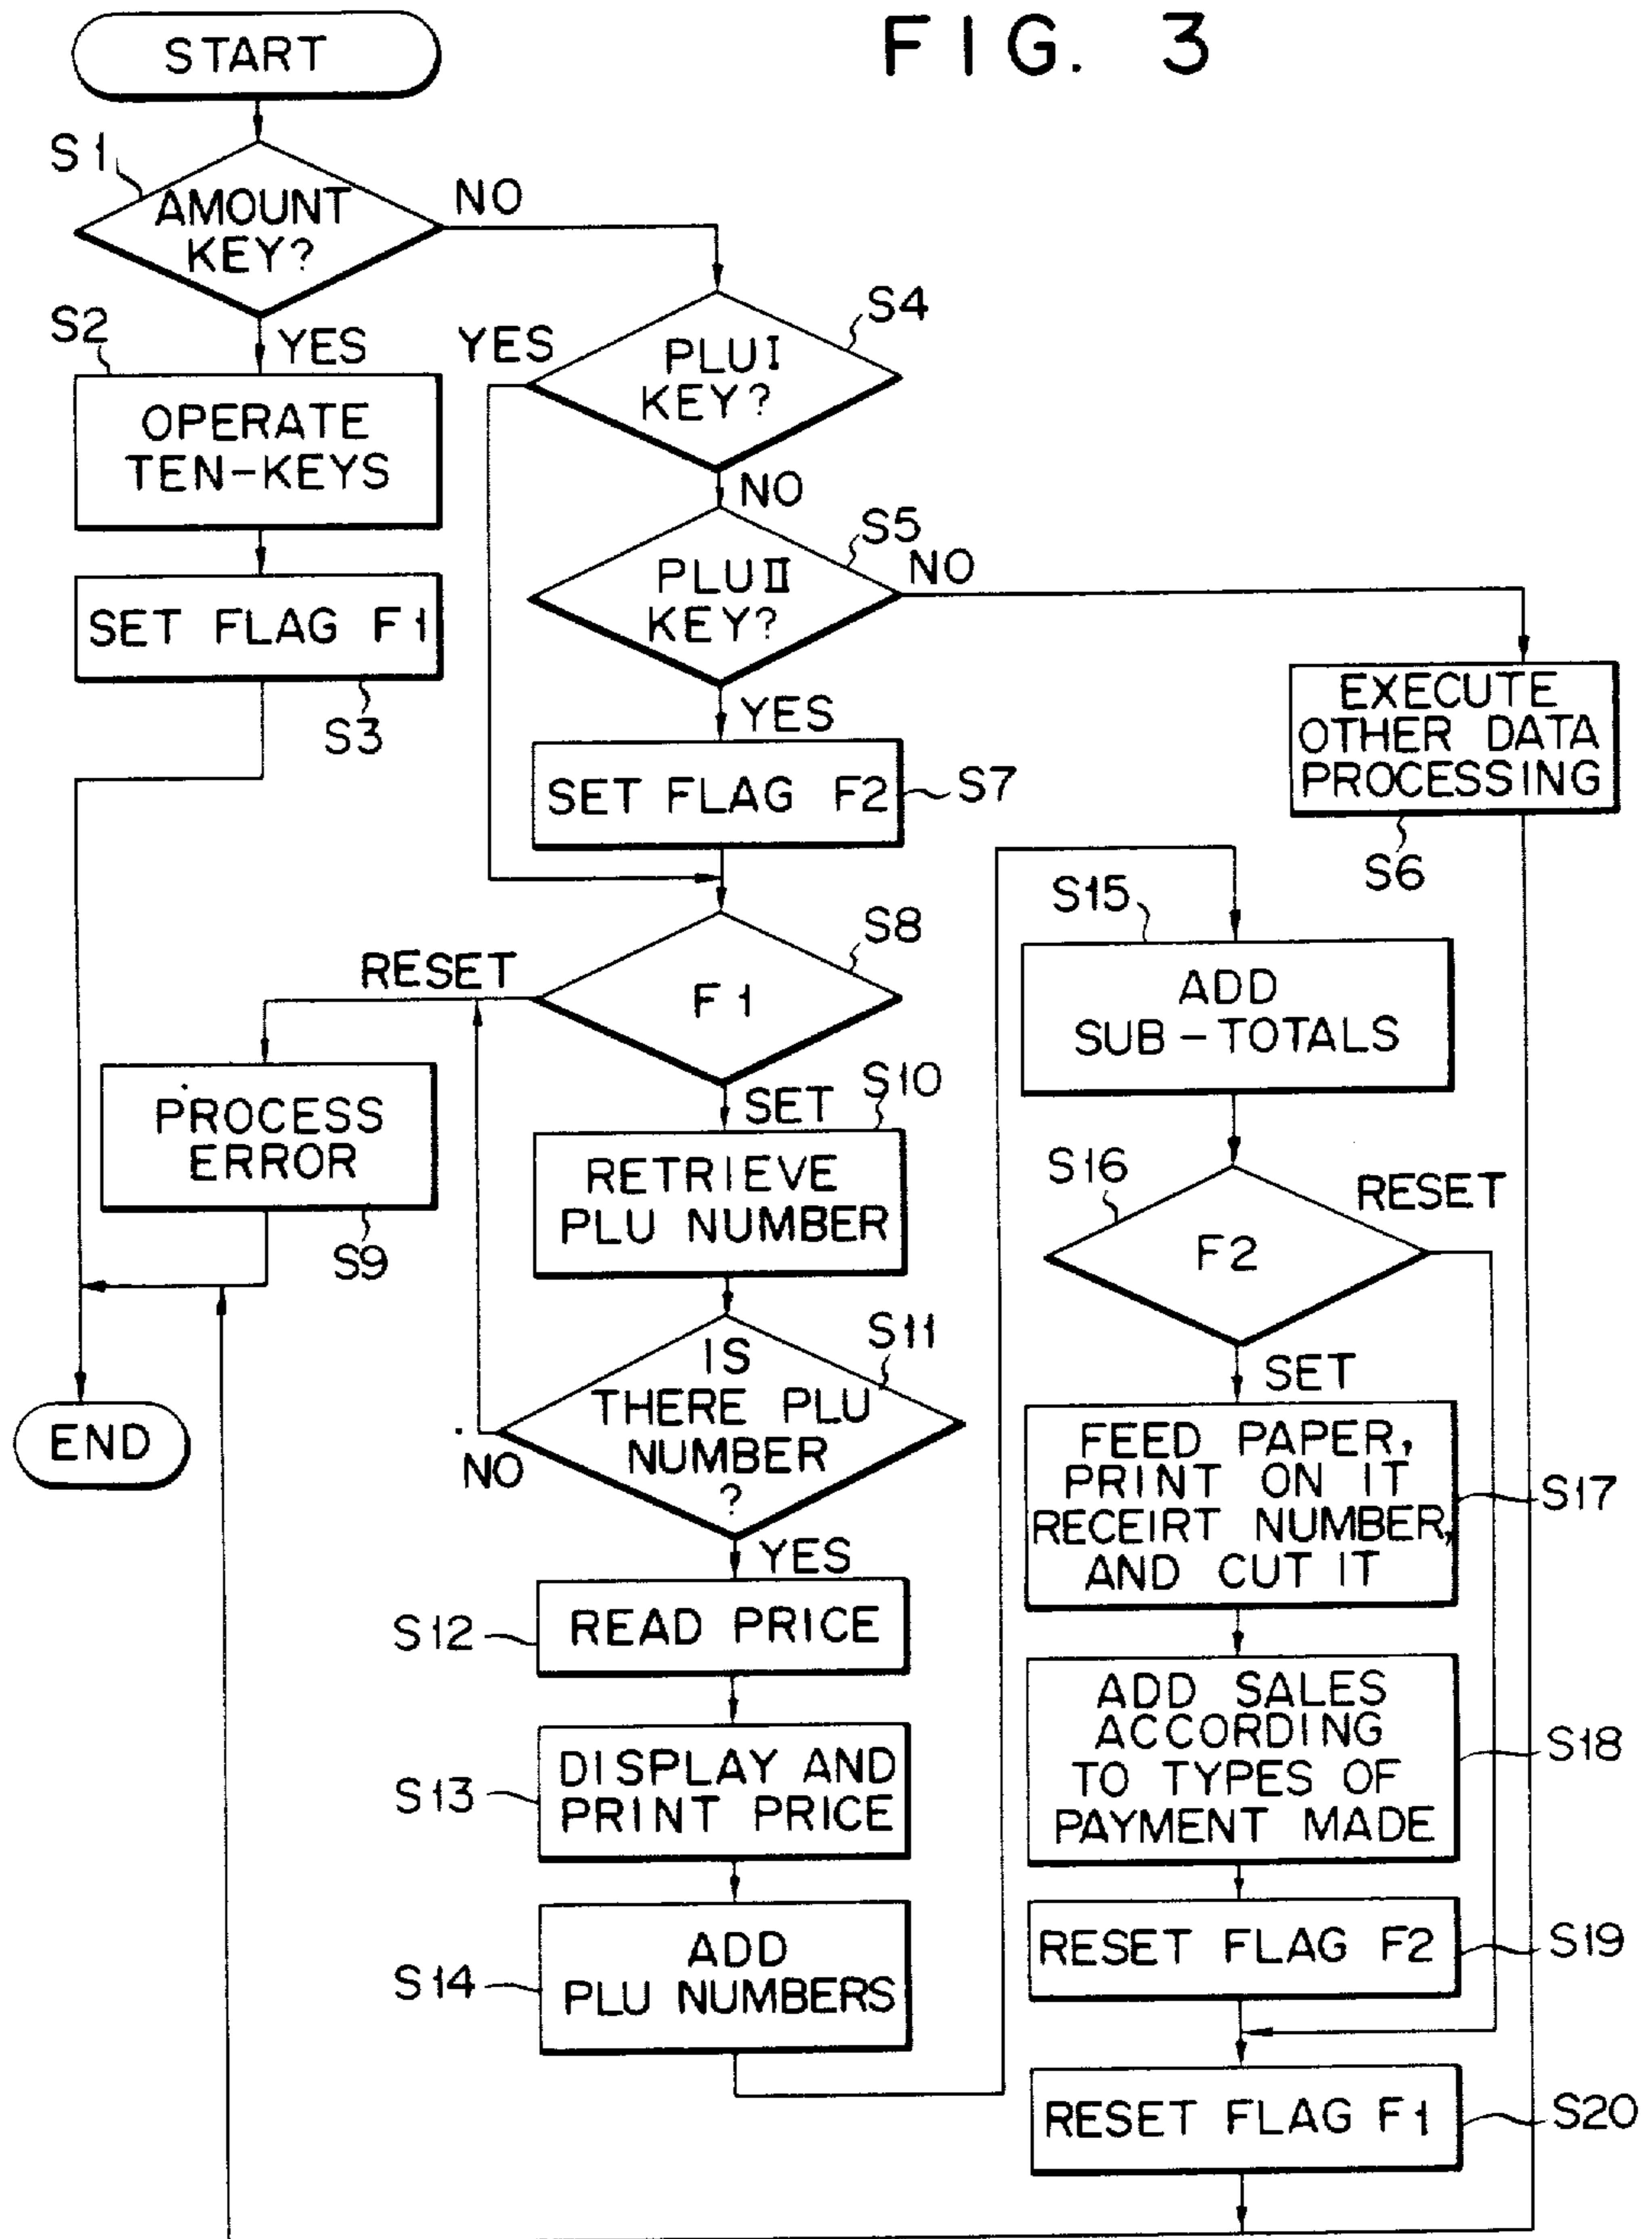 FIG. 3
START
S1
AMOUNT
KEY?
NO
YES
S2
OPERATE
TEN-KEYS
SET FLAG F1
S3
S4
YES
PLU I
KEY?
NO
S5
PLU II
KEY?
NO
YES
EXECUTE
OTHER DATA
PROCESSING
S6
SET FLAG F2
S7
S8
RESET
F1
SET
PROCESS
ERROR
S9
S10
RETRIEVE
PLU NUMBER
S11
IS
THERE PLU
NUMBER
?
NO
YES
END
S12
READ PRICE
S13
DISPLAY AND
PRINT PRICE
S14
ADD
PLU NUMBERS
S15
ADD
SUB-TOTALS
S16
RESET
F2
SET
FEED PAPER,
PRINT ON IT
RECEIRT NUMBER,
AND CUT IT
S17
ADD SALES
ACCORDING
TO TYPES OF
PAYMENT MADE
S18
RESET FLAG F2
S19
RESET FLAG F1
S20